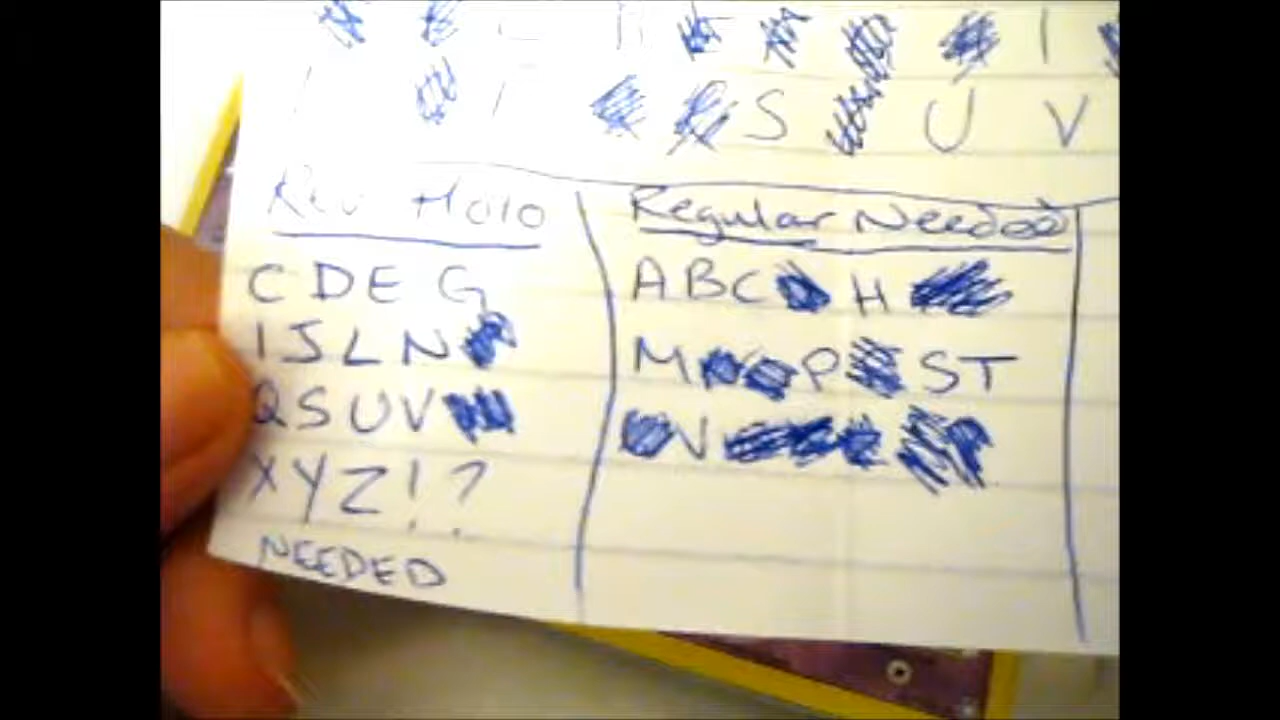 L H I
I I S U V
Rev Holo
C D E G
I J L N
Q S U V
X Y Z ! ?
NEEDED
Regular Needed
A B C H
M P S T
V